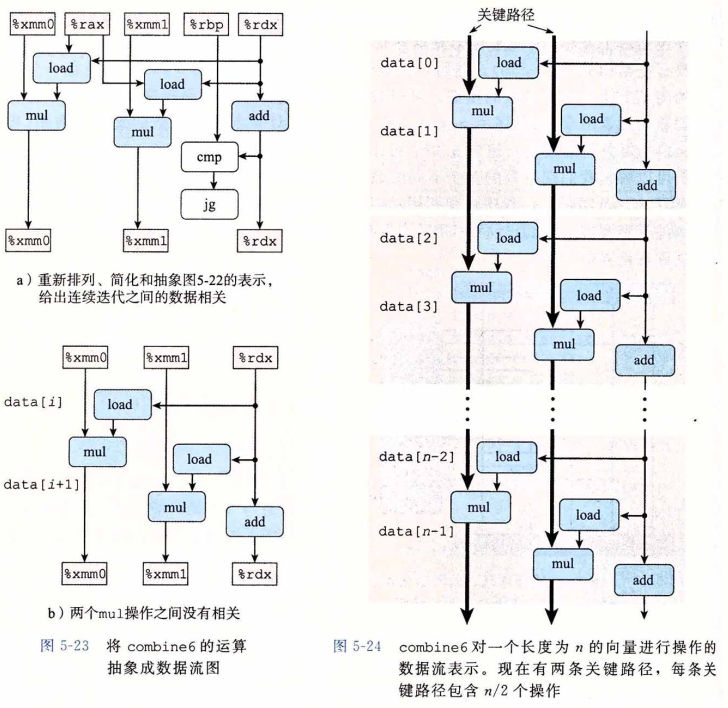 %xmm0 %rax %xmm1 %rbp %rdx
load
load
mul
mul
add
cmp
jg
%xmm0 %xmm1 %rdx
a)重新排列、简化和抽象图5-22的表示,
给出连续迭代之间的数据相关
%xmm0 %xmm1 %rdx
data[i]
load
mul
load
data[i+1]
mul
add
%xmm0 %xmm1 %rdx
b)两个mul操作之间没有相关
图 5-23 将 combine6 的运算
抽象成数据流图
关键路径
data[0]
load
mul
load
data[1]
mul
add
data[2]
load
mul
load
data[3]
mul
add
data[n-2]
load
mul
load
data[n-1]
mul
add
图 5-24 combine6 对一个长度为 n 的向量进行操作的
数据流表示。现在有两条关键路径,每条关
键路径包含 n/2 个操作